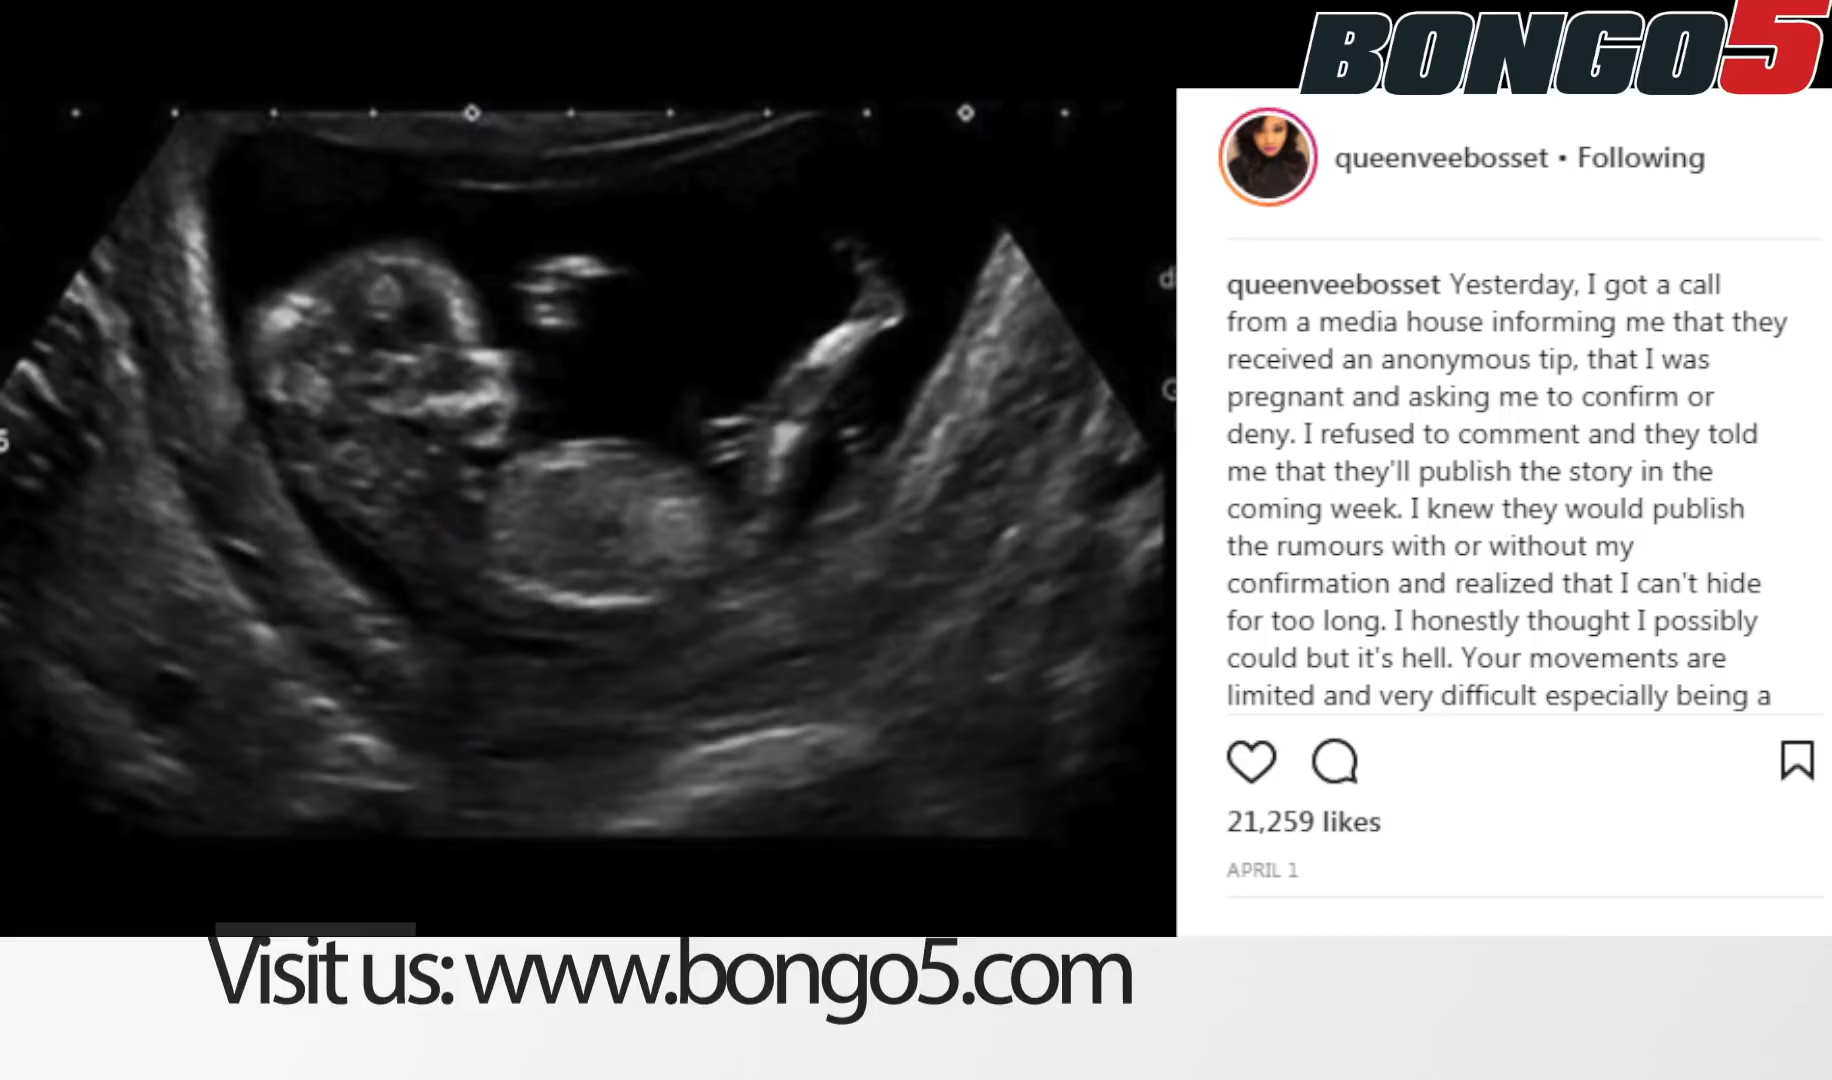 BONGO5
queenveebosset • Following
queenveebosset Yesterday, I got a call
from a media house informing me that they
received an anonymous tip, that I was
pregnant and asking me to confirm or
deny. I refused to comment and they told
me that they'll publish the story in the
coming week. I knew they would publish
the rumours with or without my
confirmation and realized that I can't hide
for too long. I honestly thought I possibly
could but it's hell. Your movements are
limited and very difficult especially being a
21,259 likes
APRIL 1
Visit us: www.bongo5.com